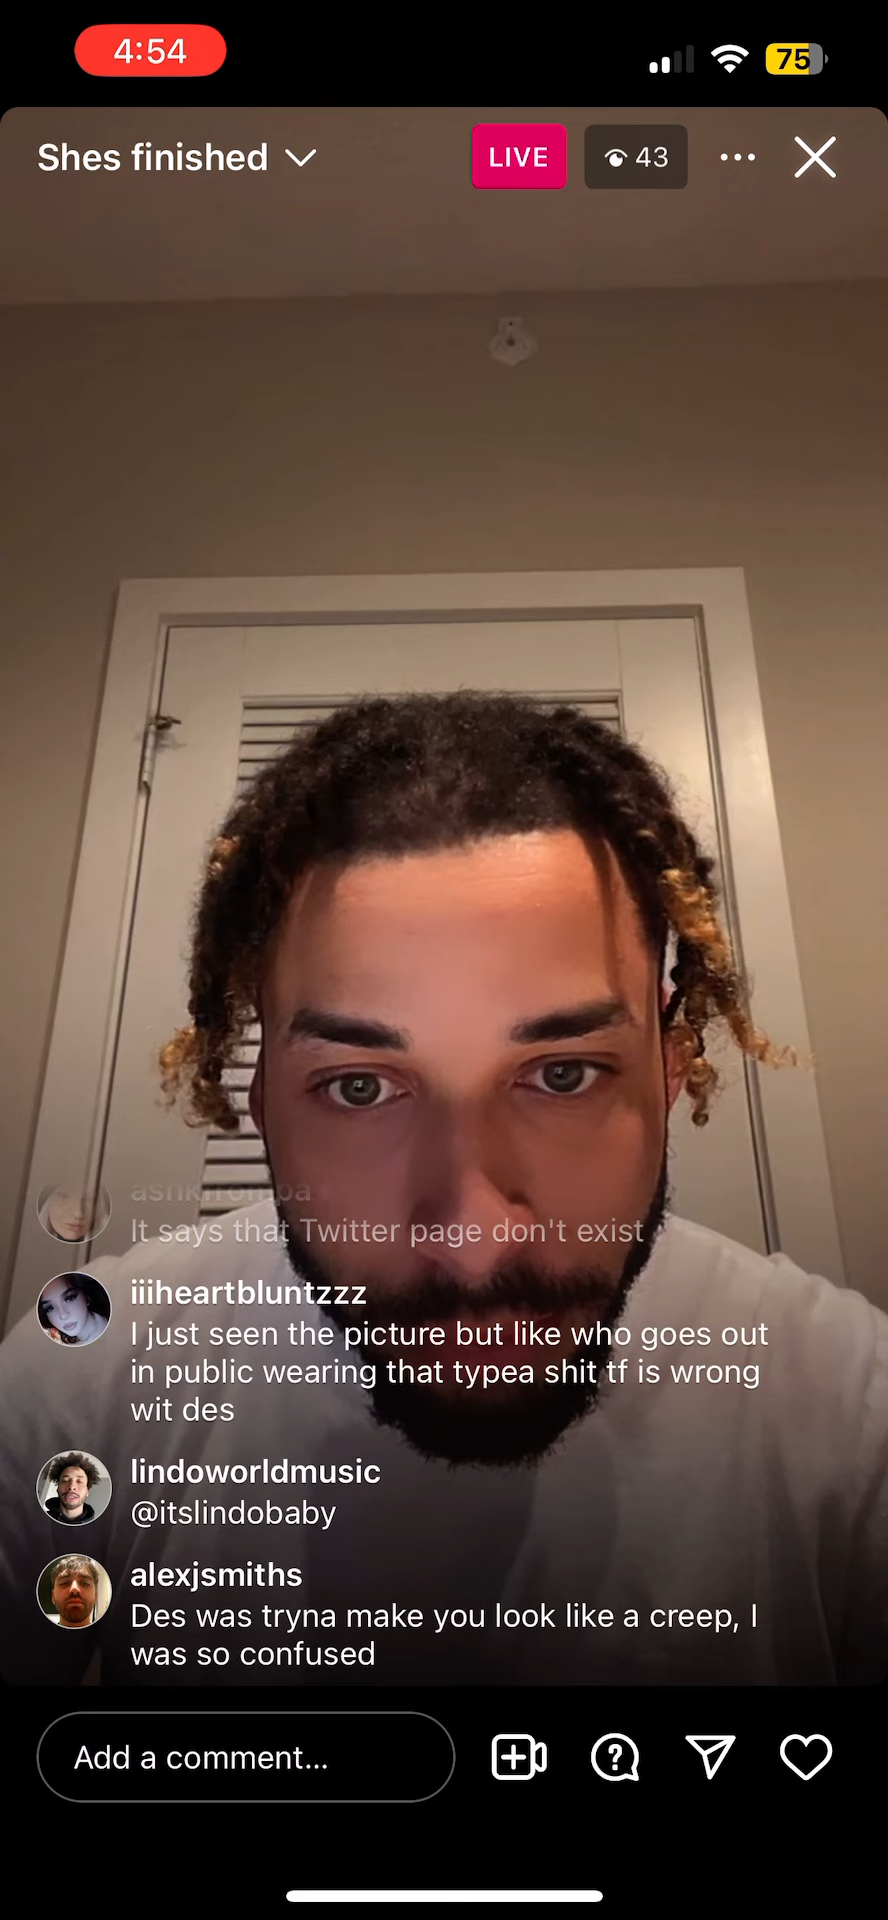 4:54
75
Shes finished
LIVE
43
It says that Twitter page don't exist
iiiheartbluntzzz
I just seen the picture but like who goes out
in public wearing that typea shit tf is wrong
wit des
lindoworldmusic
@itslindobaby
alexjsmiths
Des was tryna make you look like a creep, I
was so confused
Add a comment...